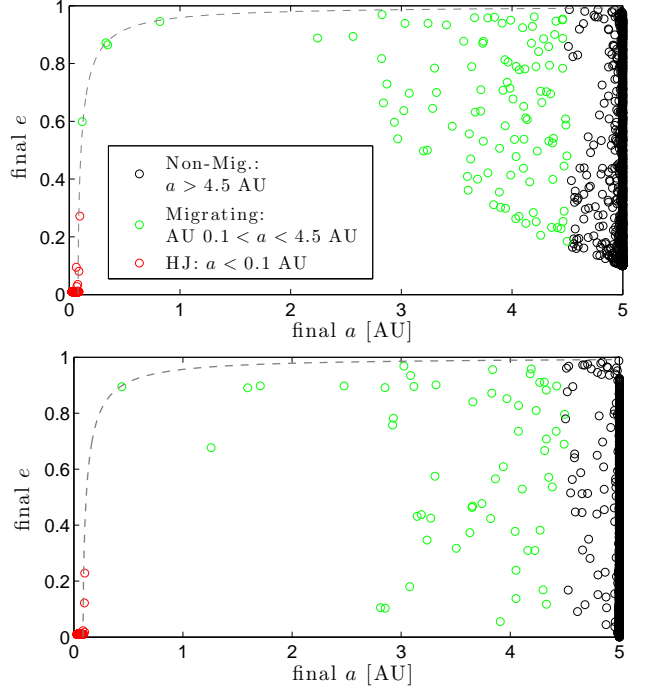 1
0.8
0.6
0.4
0.2
0
final e
Non-Mig.:
a > 4.5 AU
Migrating:
AU 0.1 < a < 4.5 AU
HJ: a < 0.1 AU
0 1 2 3 4 5
final a [AU]
1
0.8
0.6
0.4
0.2
0
final e
0 1 2 3 4 5
final a [AU]